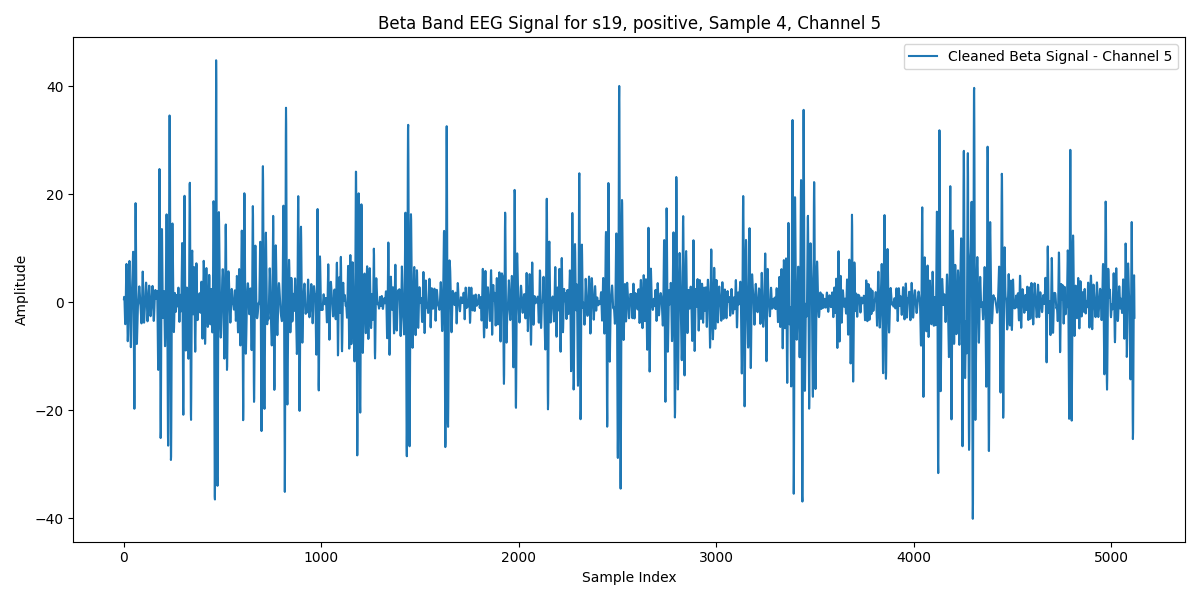 Beta Band EEG Signal for s19, positive, Sample 4, Channel 5
Cleaned Beta Signal - Channel 5
Amplitude
40
20
0
−20
−40
0 1000 2000 3000 4000 5000
Sample Index